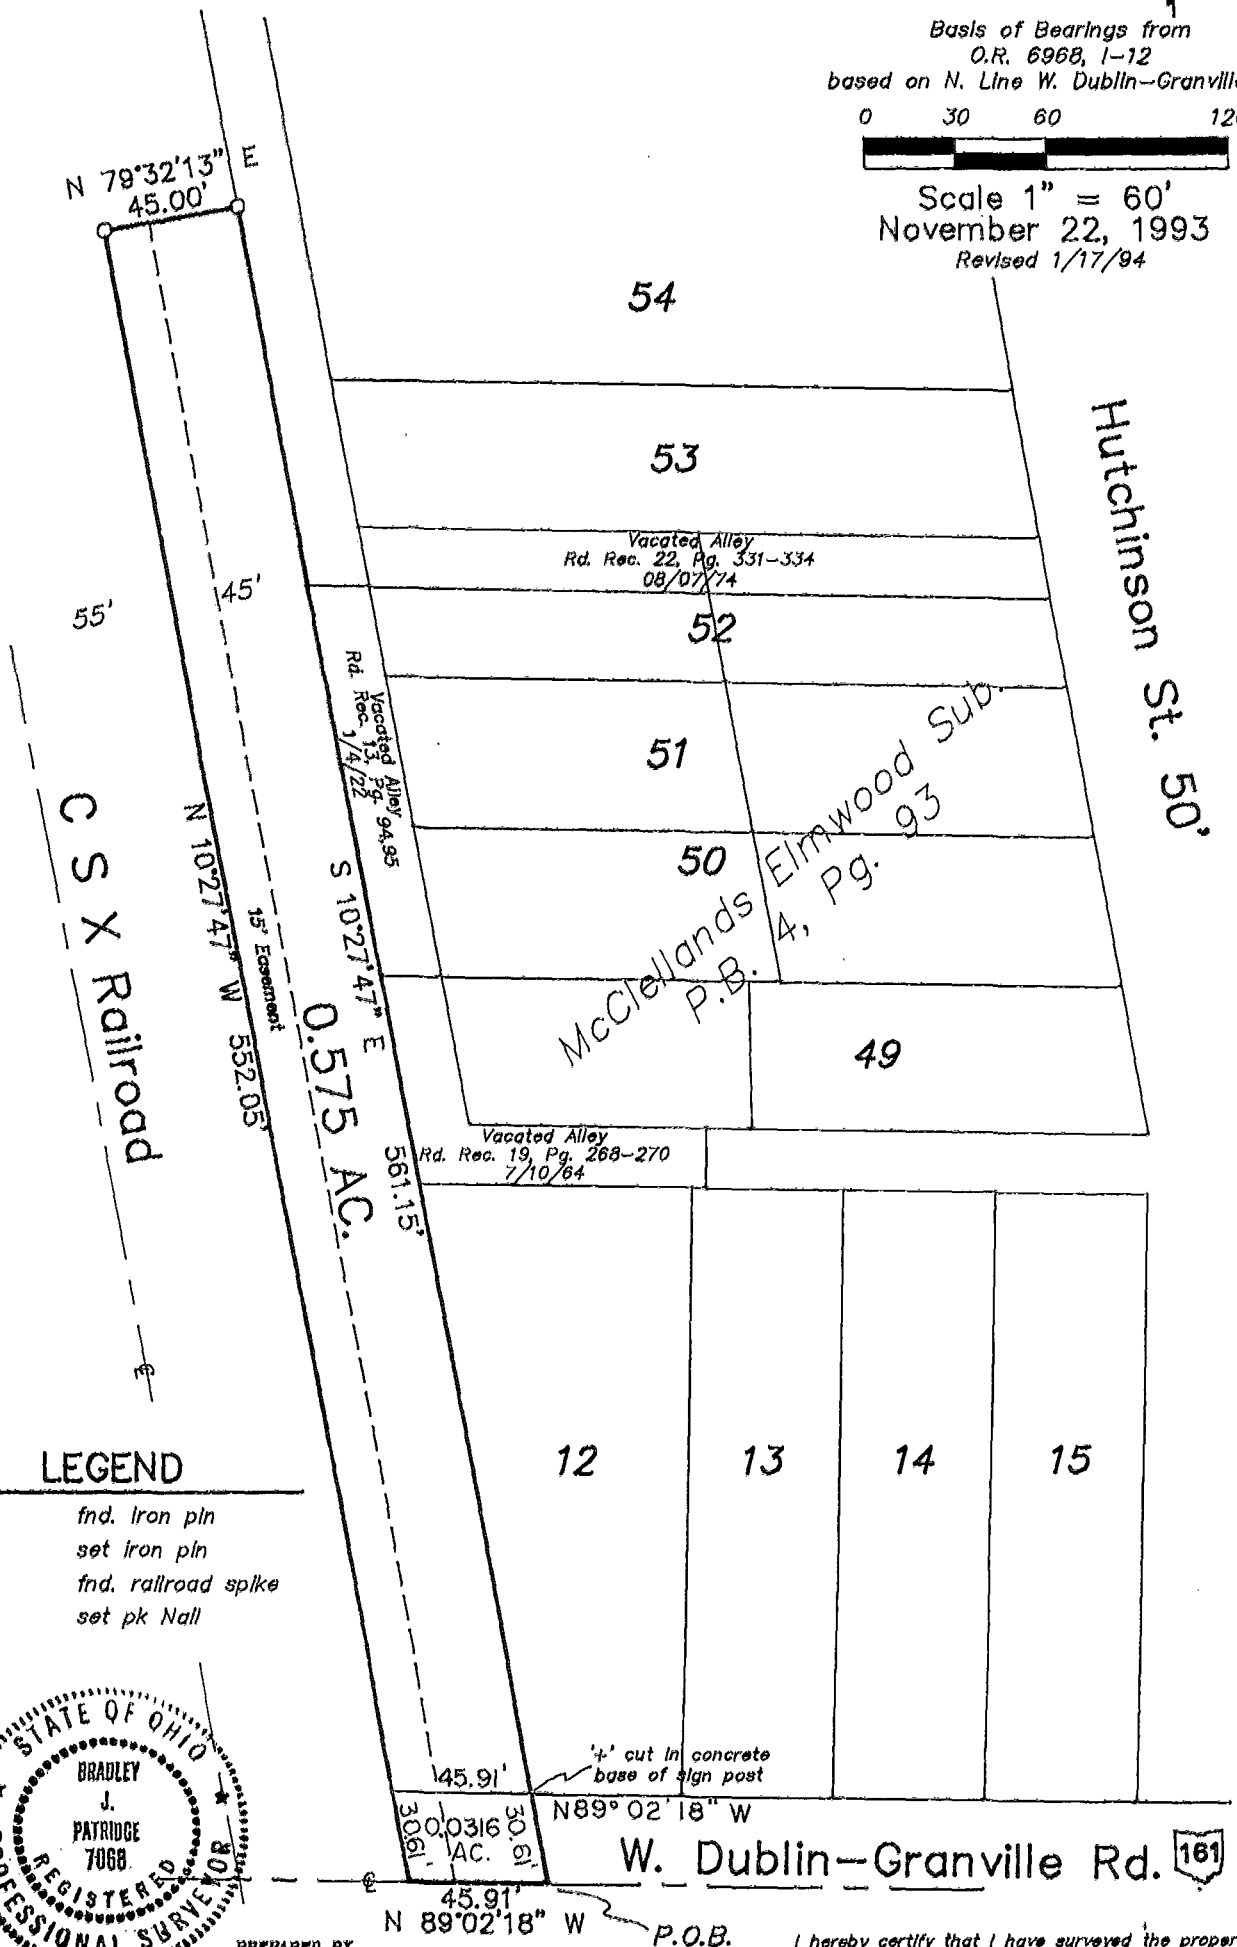 Basis of Bearings from
O.R. 6968, I-12
based on N. Line W. Dublin-Granville
0 30 60 120
Scale 1" = 60'
November 22, 1993
Revised 1/17/94
N 79°32'13" E
45.00'
54
53
Vacated Alley
Rd. Rec. 22, Pg. 331-334
08/07/74
52
55'
45'
Hutchinson St. 50'
Vacated Alley
Rd. Rec. 13, Pg. 94,95
1/4/22
51
50
McClellands Elmwood Sub.
P.B. 4, Pg. 93
49
C S X Railroad
N 10°27'47" W 552.05'
15' Easement
0.575 AC.
S 10°27'47" E 561.15'
Vacated Alley
Rd. Rec. 19, Pg. 268-270
7/10/64
12
13
14
15
LEGEND
fnd. iron pin
set iron pin
fnd. railroad spike
set pk Nail
STATE OF OHIO
BRADLEY
J.
PATRIDGE
7068
REGISTERED
PROFESSIONAL SURVEYOR
'+' cut in concrete
base of sign post
45.91'
N89°02'18" W
30.61'
0.0316
AC.
30.61'
W. Dublin-Granville Rd. 161
45.91'
N 89°02'18" W
P.O.B.
PREPARED BY
I hereby certify that I have surveyed the proper